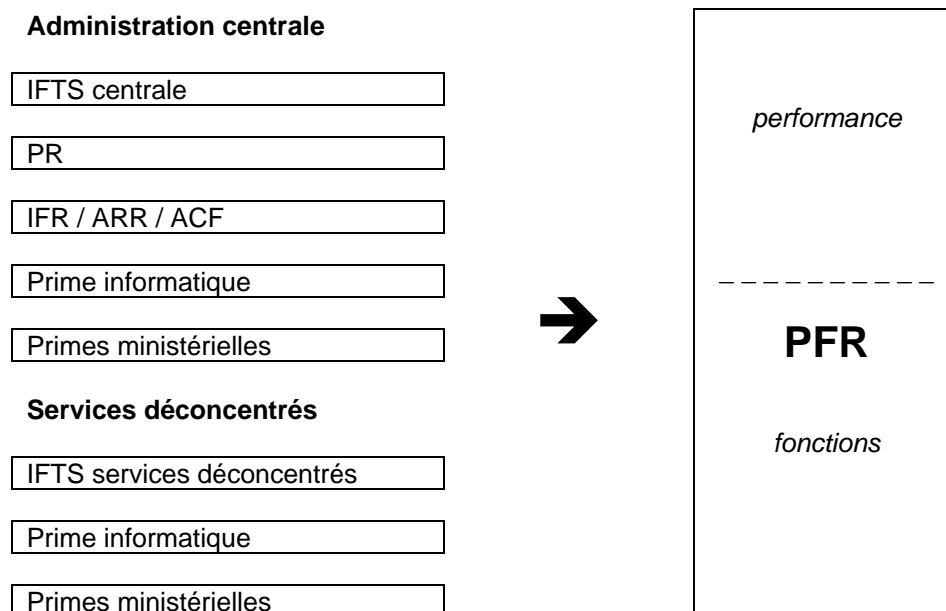 Administration centrale
IFTS centrale
PR
IFR / ARR / ACF
Prime informatique
Primes ministérielles
Services déconcentrés
IFTS services déconcentrés
Prime informatique
Primes ministérielles
performance
PFR
fonctions